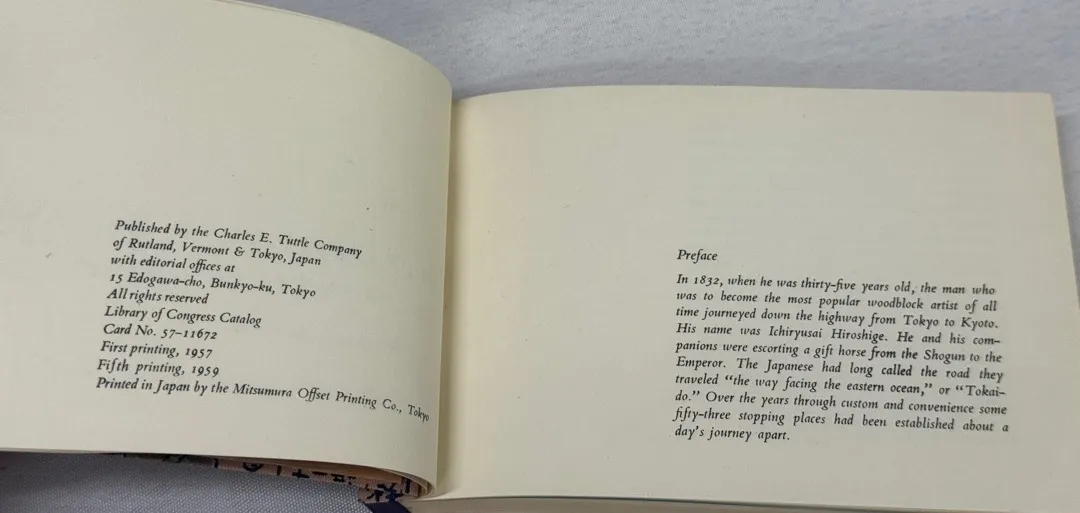 Published by the Charles E. Tuttle Company
of Rutland, Vermont & Tokyo, Japan
with editorial offices at
15 Edogawa-cho, Bunkyo-ku, Tokyo
All rights reserved
Library of Congress Catalog
Card No. 57-11672
First printing, 1957
Fifth printing, 1959
Printed in Japan by the Mitsumura Offset Printing Co., Tokyo
Preface
In 1832, when he was thirty-five years old, the man who
was to become the most popular woodblock artist of all
time journeyed down the highway from Tokyo to Kyoto.
His name was Ichiryusai Hiroshige. He and his com-
panions were escorting a gift horse from the Shogun to the
Emperor. The Japanese had long called the road they
traveled "the way facing the eastern ocean," or "Tokai-
do." Over the years through custom and convenience some
fifty-three stopping places had been established about a
day's journey apart.